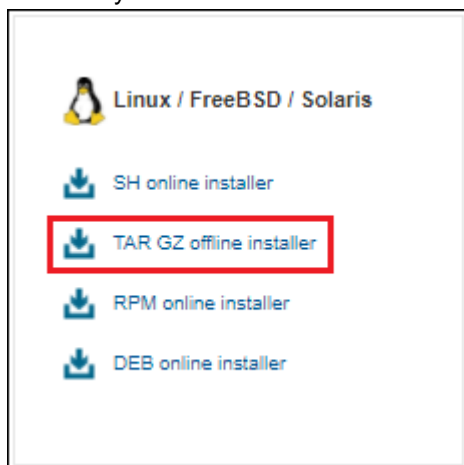 Linux / FreeBSD / Solaris
SH online installer
TAR GZ offline installer
RPM online installer
DEB online installer